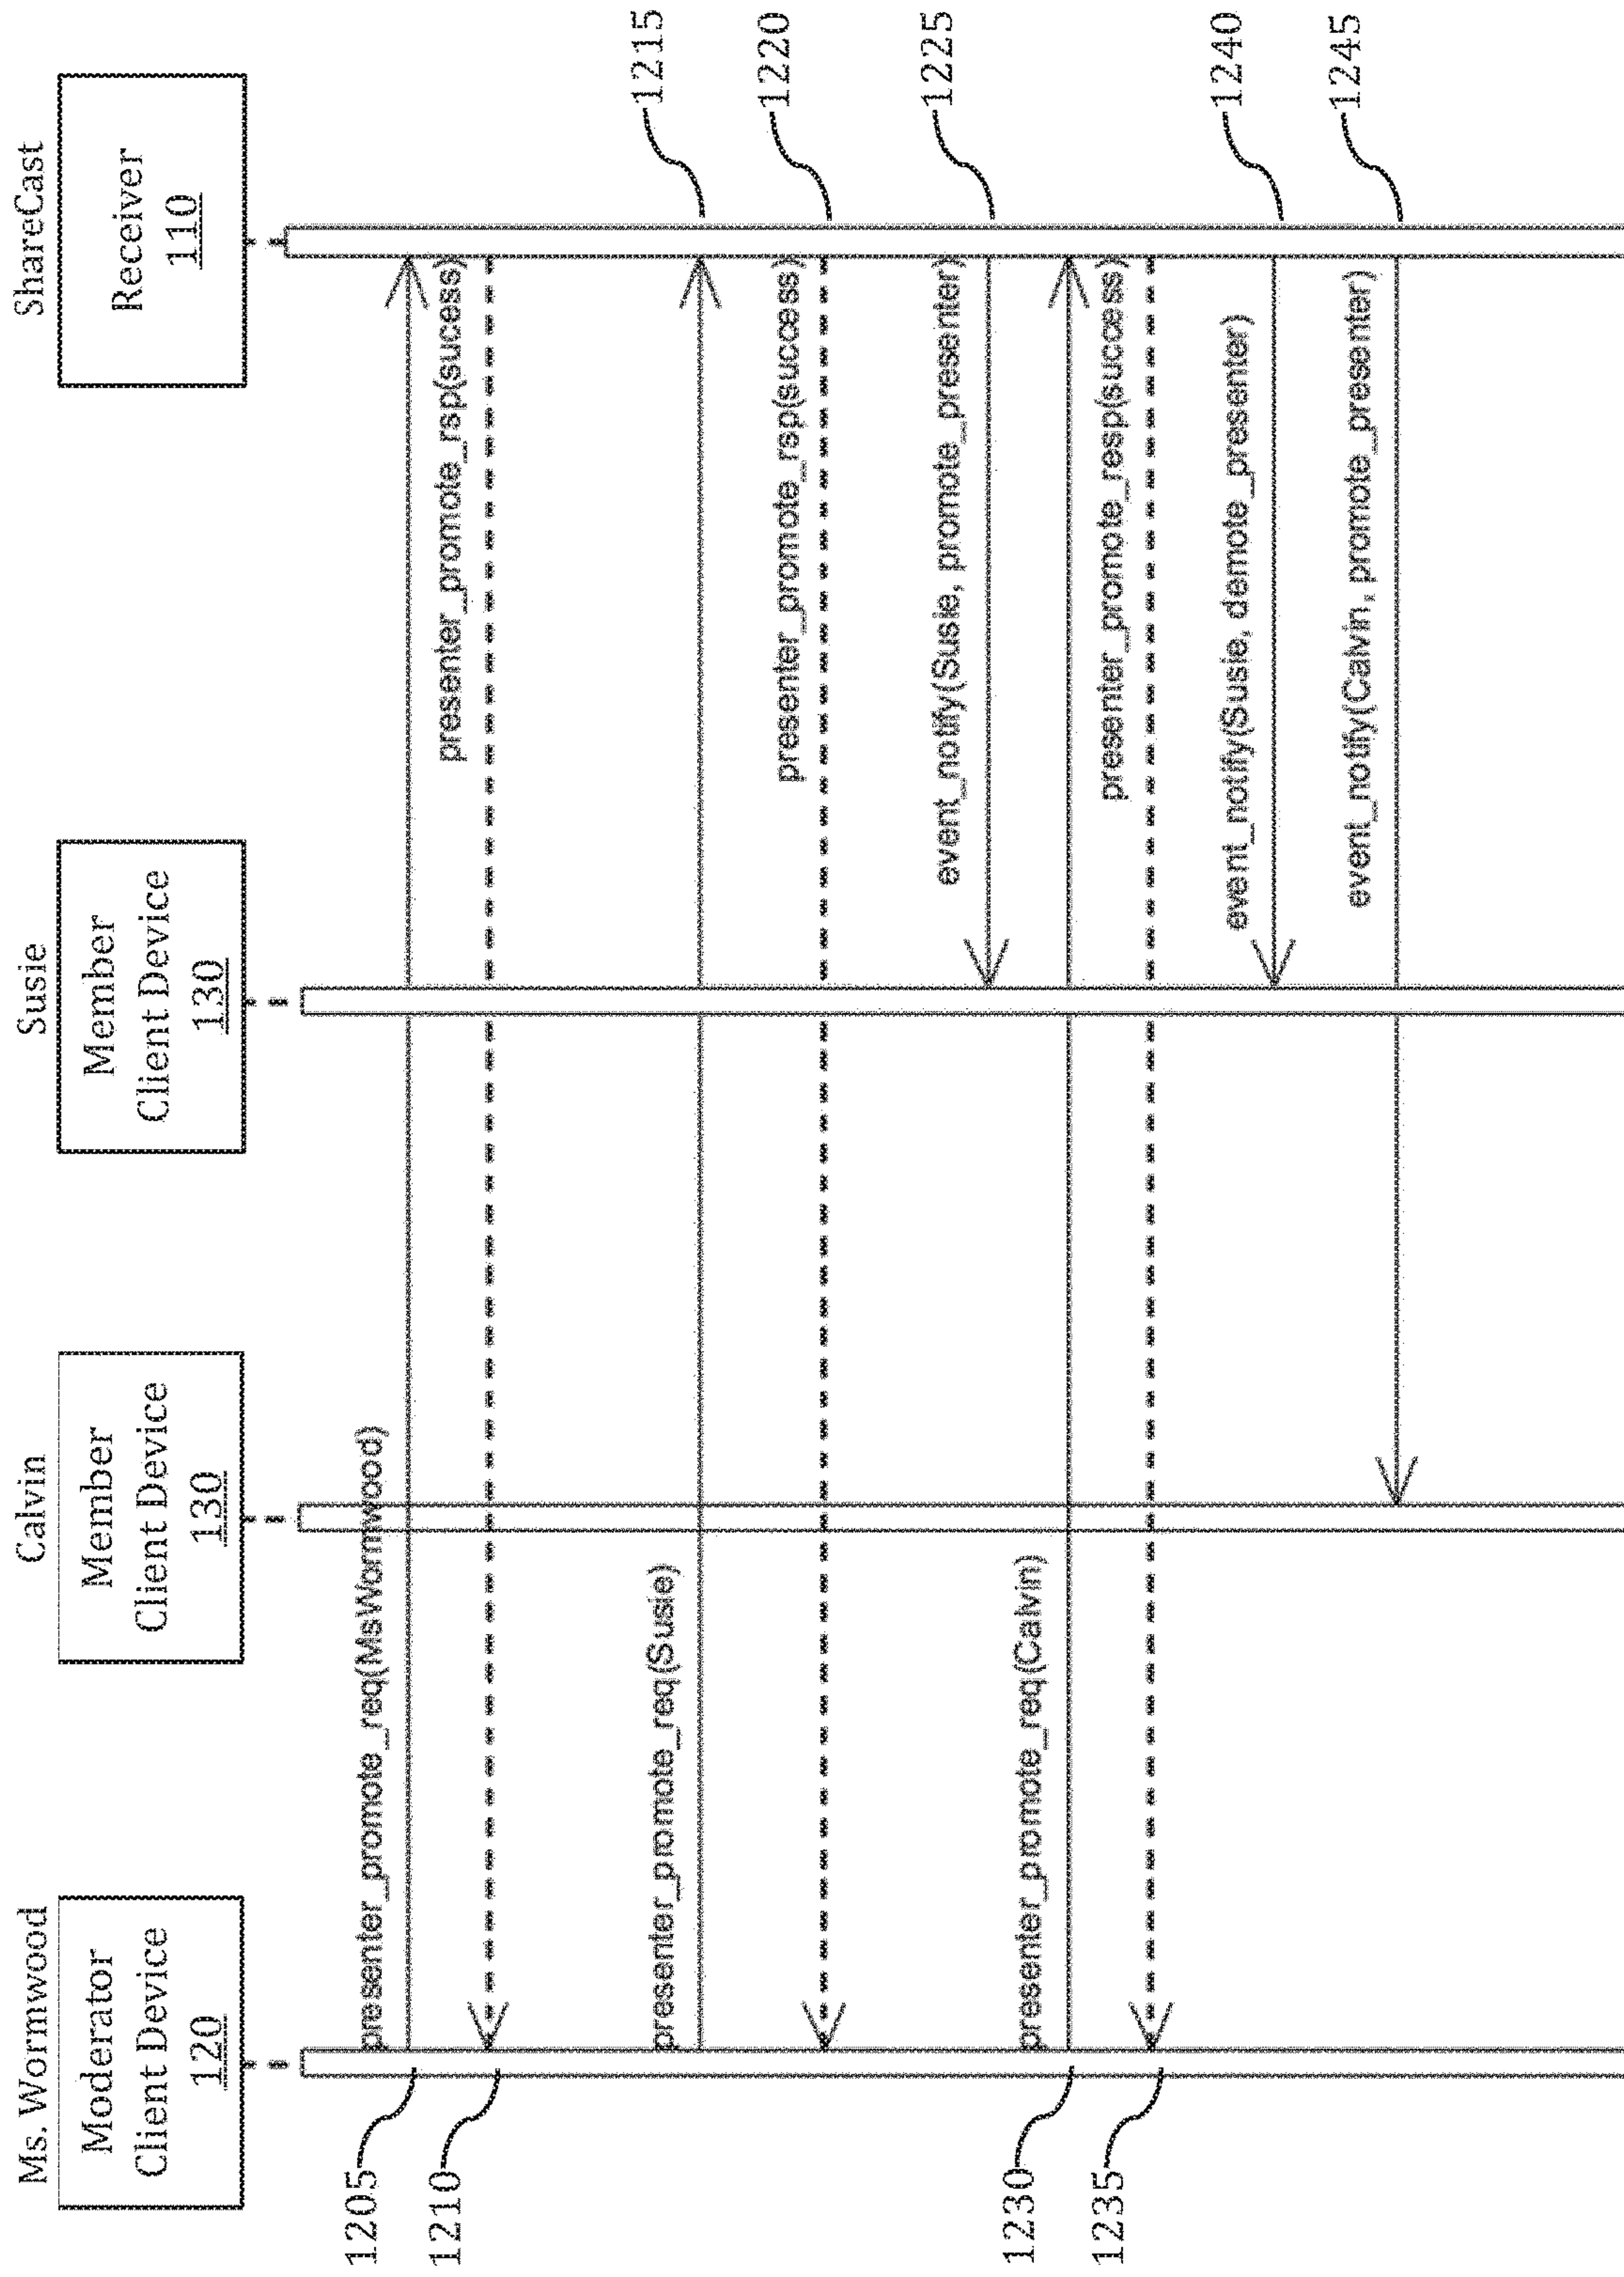 Ms. Wormwood
Moderator
Client Device
120
Calvin
Member
Client Device
130
Susie
Member
Client Device
130
ShareCast
Receiver
110
1205
presenter_promote_req(MsWormwood)
1210
presenter_promote_rsp(sucess)
presenter_promote_req(Susie)
1215
presenter_promote_rsp(success)
1220
event_notify(Susie, promote_presenter)
1225
1230
presenter_promote_req(Calvin)
1235
presenter_promote_resp(success)
event_notify(Susie, demote_presenter)
1240
event_notify(Calvin, promote_presenter)
1245